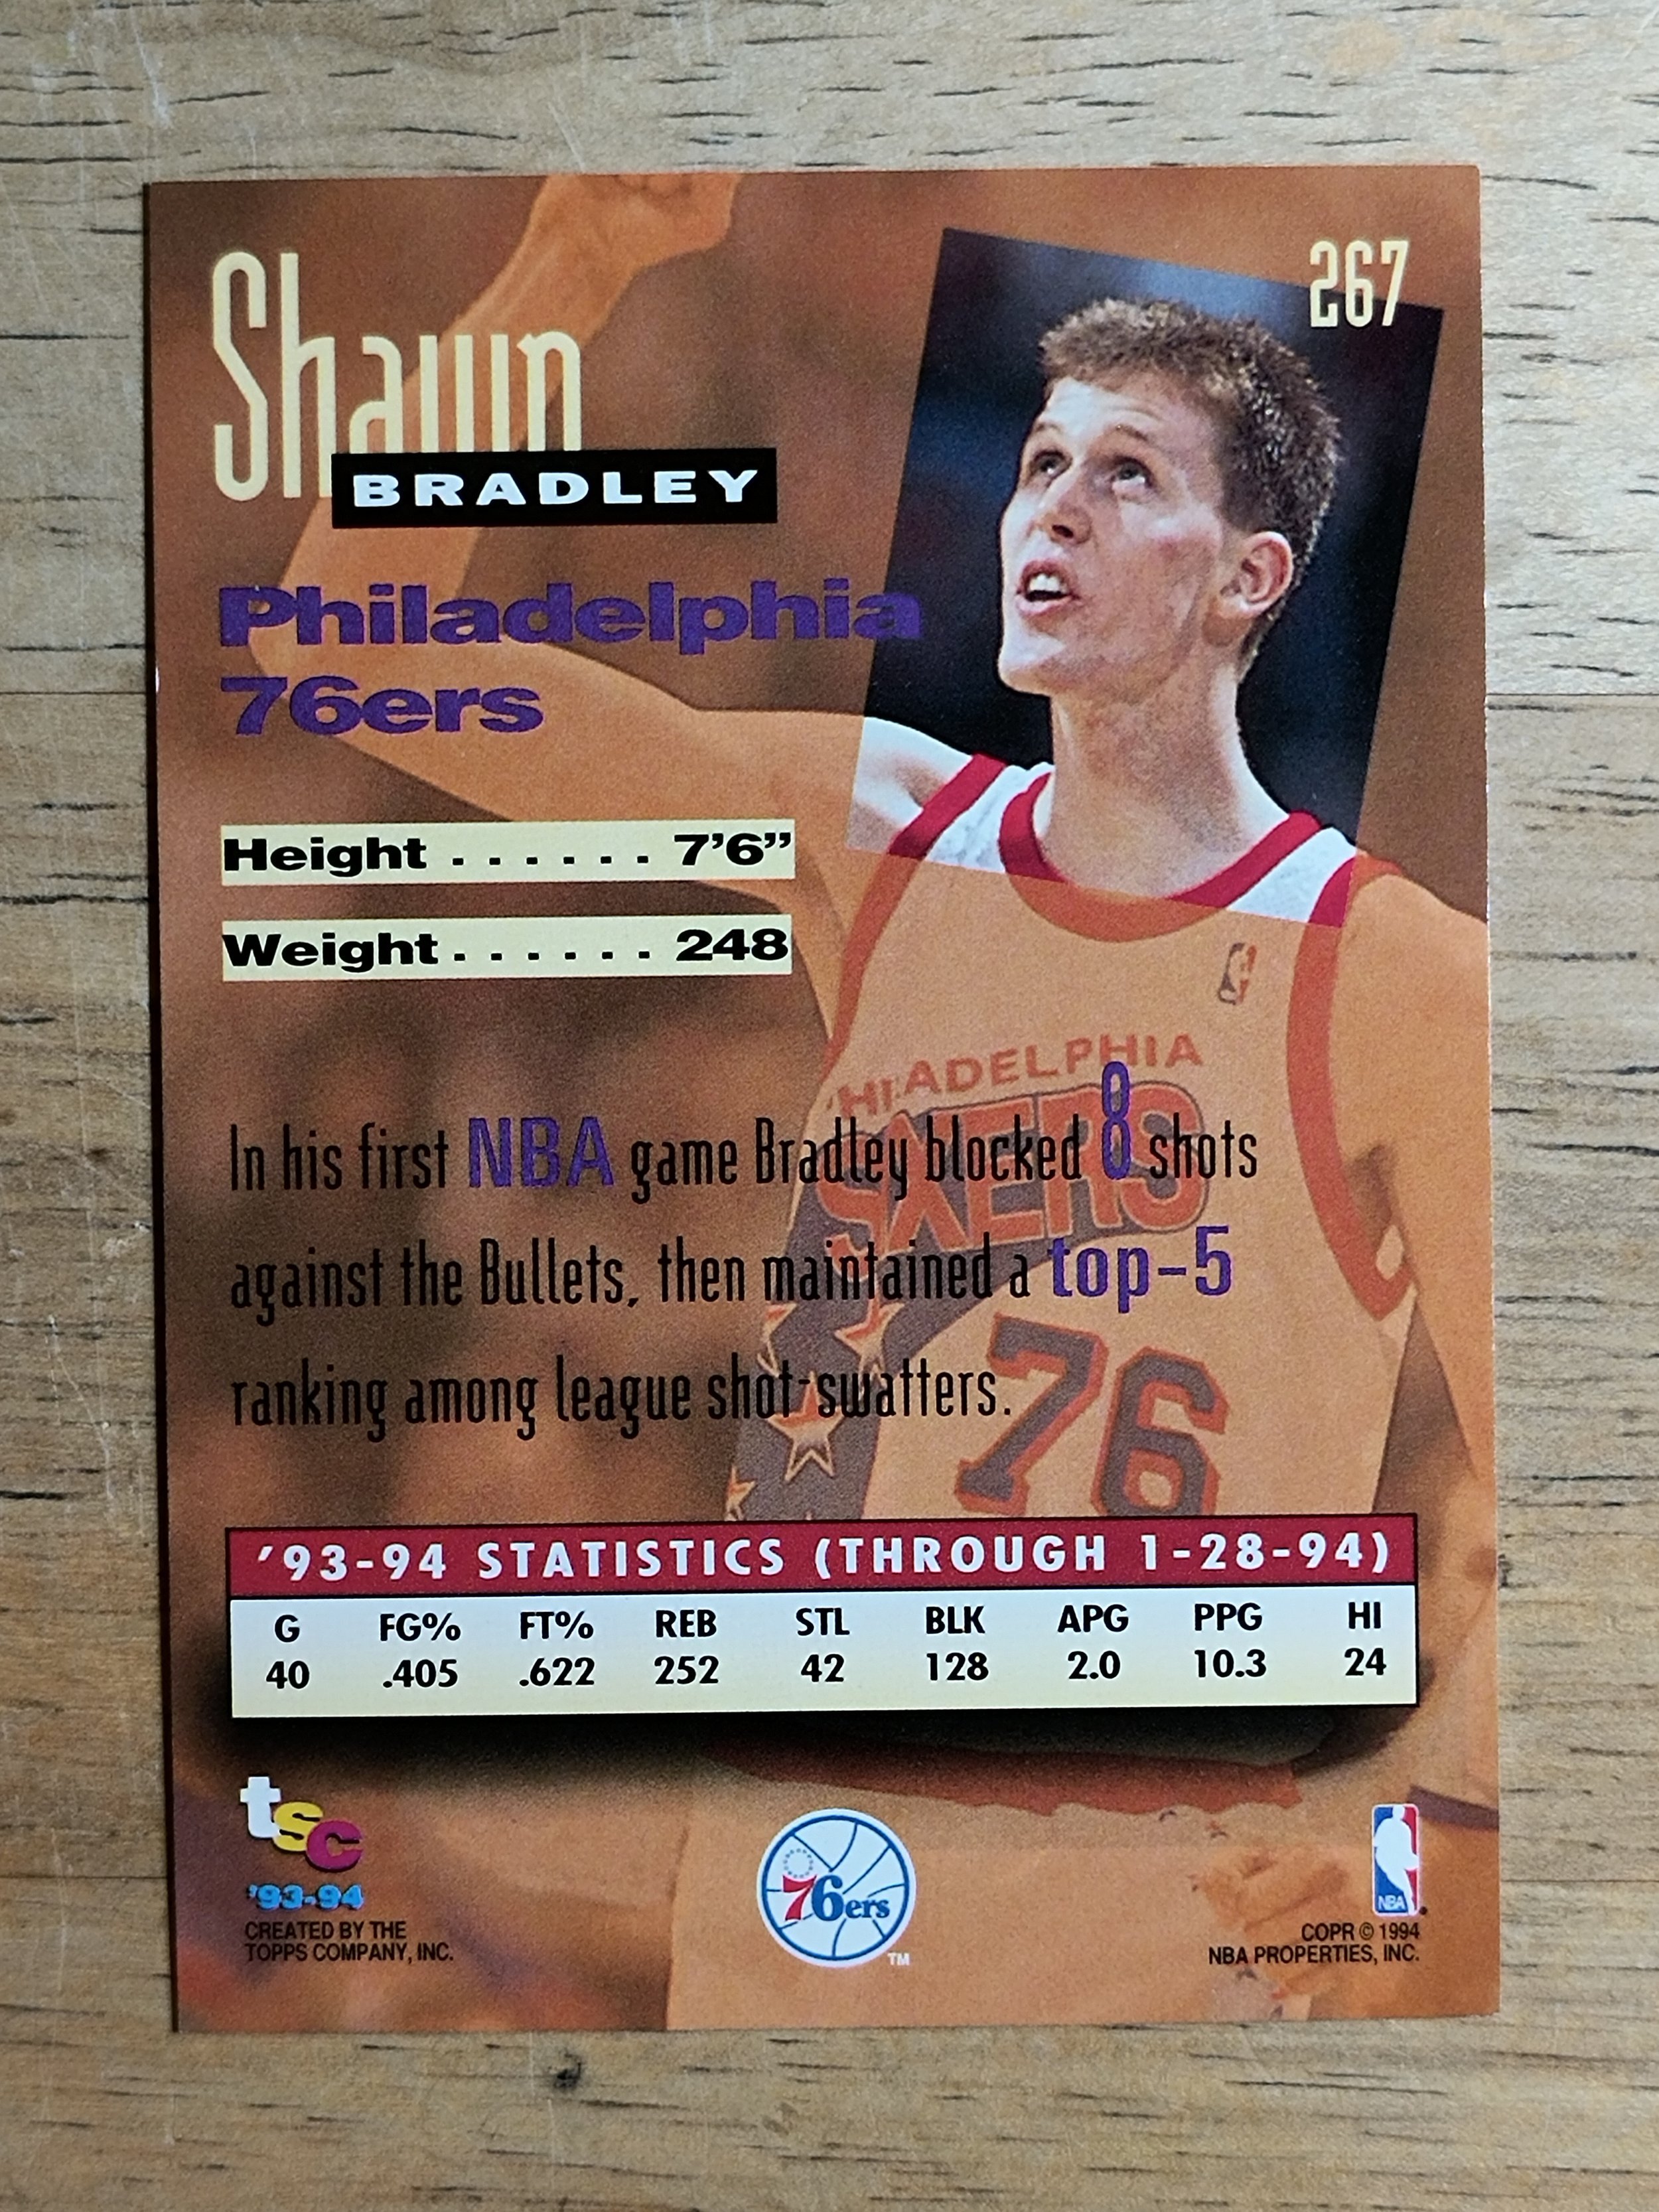 267
Shawn
BRADLEY
Philadelphia
76ers
Height . . . . . . 7'6"
Weight . . . . . . 248
PHILADELPHIA
SIXERS
76
In his first NBA game Bradley blocked 8 shots
against the Bullets, then maintained a top-5
ranking among league shot-swatters.
'93-94 STATISTICS (THROUGH 1-28-94)
G FG% FT% REB STL BLK APG PPG HI
40 .405 .622 252 42 128 2.0 10.3 24
tsc
'93-94
CREATED BY THE
TOPPS COMPANY, INC.
76ers
TM
NBA
COPR © 1994
NBA PROPERTIES, INC.